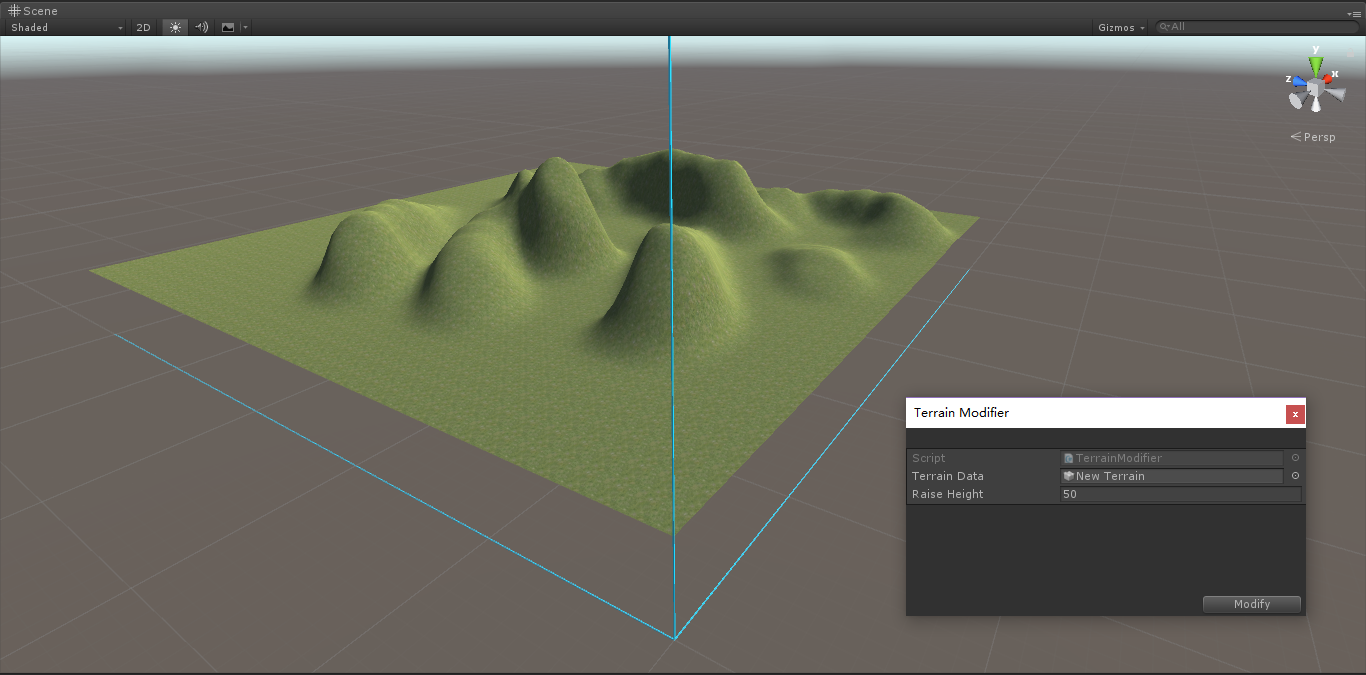 Scene
Shaded 2D Gizmos All
y
z x
Persp
Terrain Modifier x
Script TerrainModifier
Terrain Data New Terrain
Raise Height 50
Modify